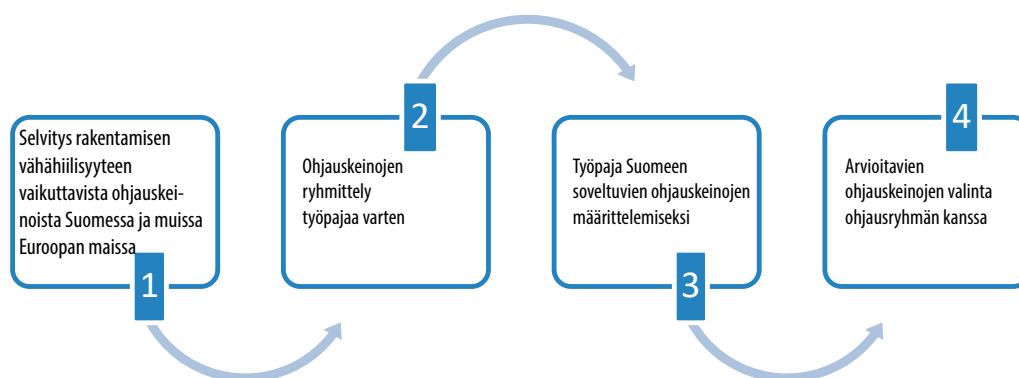 Selvitys rakentamisen
vähähiilisyyteen
vaikuttavista ohjauskei-
noista Suomessa ja muissa
Euroopan maissa
1
2
Ohjauskeinojen
ryhmittely
työpajaa varten
Työpaja Suomeen
soveltuvien ohjauskeinojen
määrittelemiseksi
3
4
Arvioitavien
ohjauskeinojen valinta
ohjausryhmän kanssa